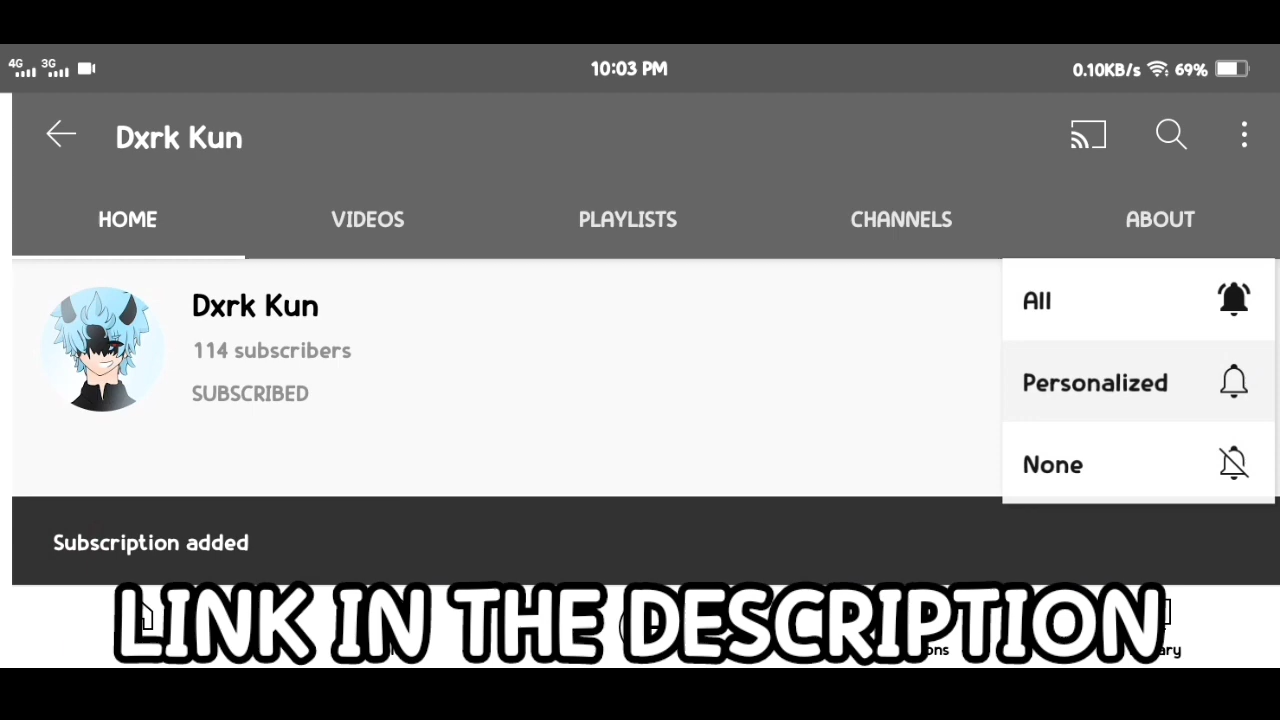 4G 3G 10:03 PM 0.10KB/s 69%
Dxrk Kun
HOME VIDEOS PLAYLISTS CHANNELS ABOUT
Dxrk Kun
114 subscribers
SUBSCRIBED
All
Personalized
None
Subscription added
LINK IN THE DESCRIPTION